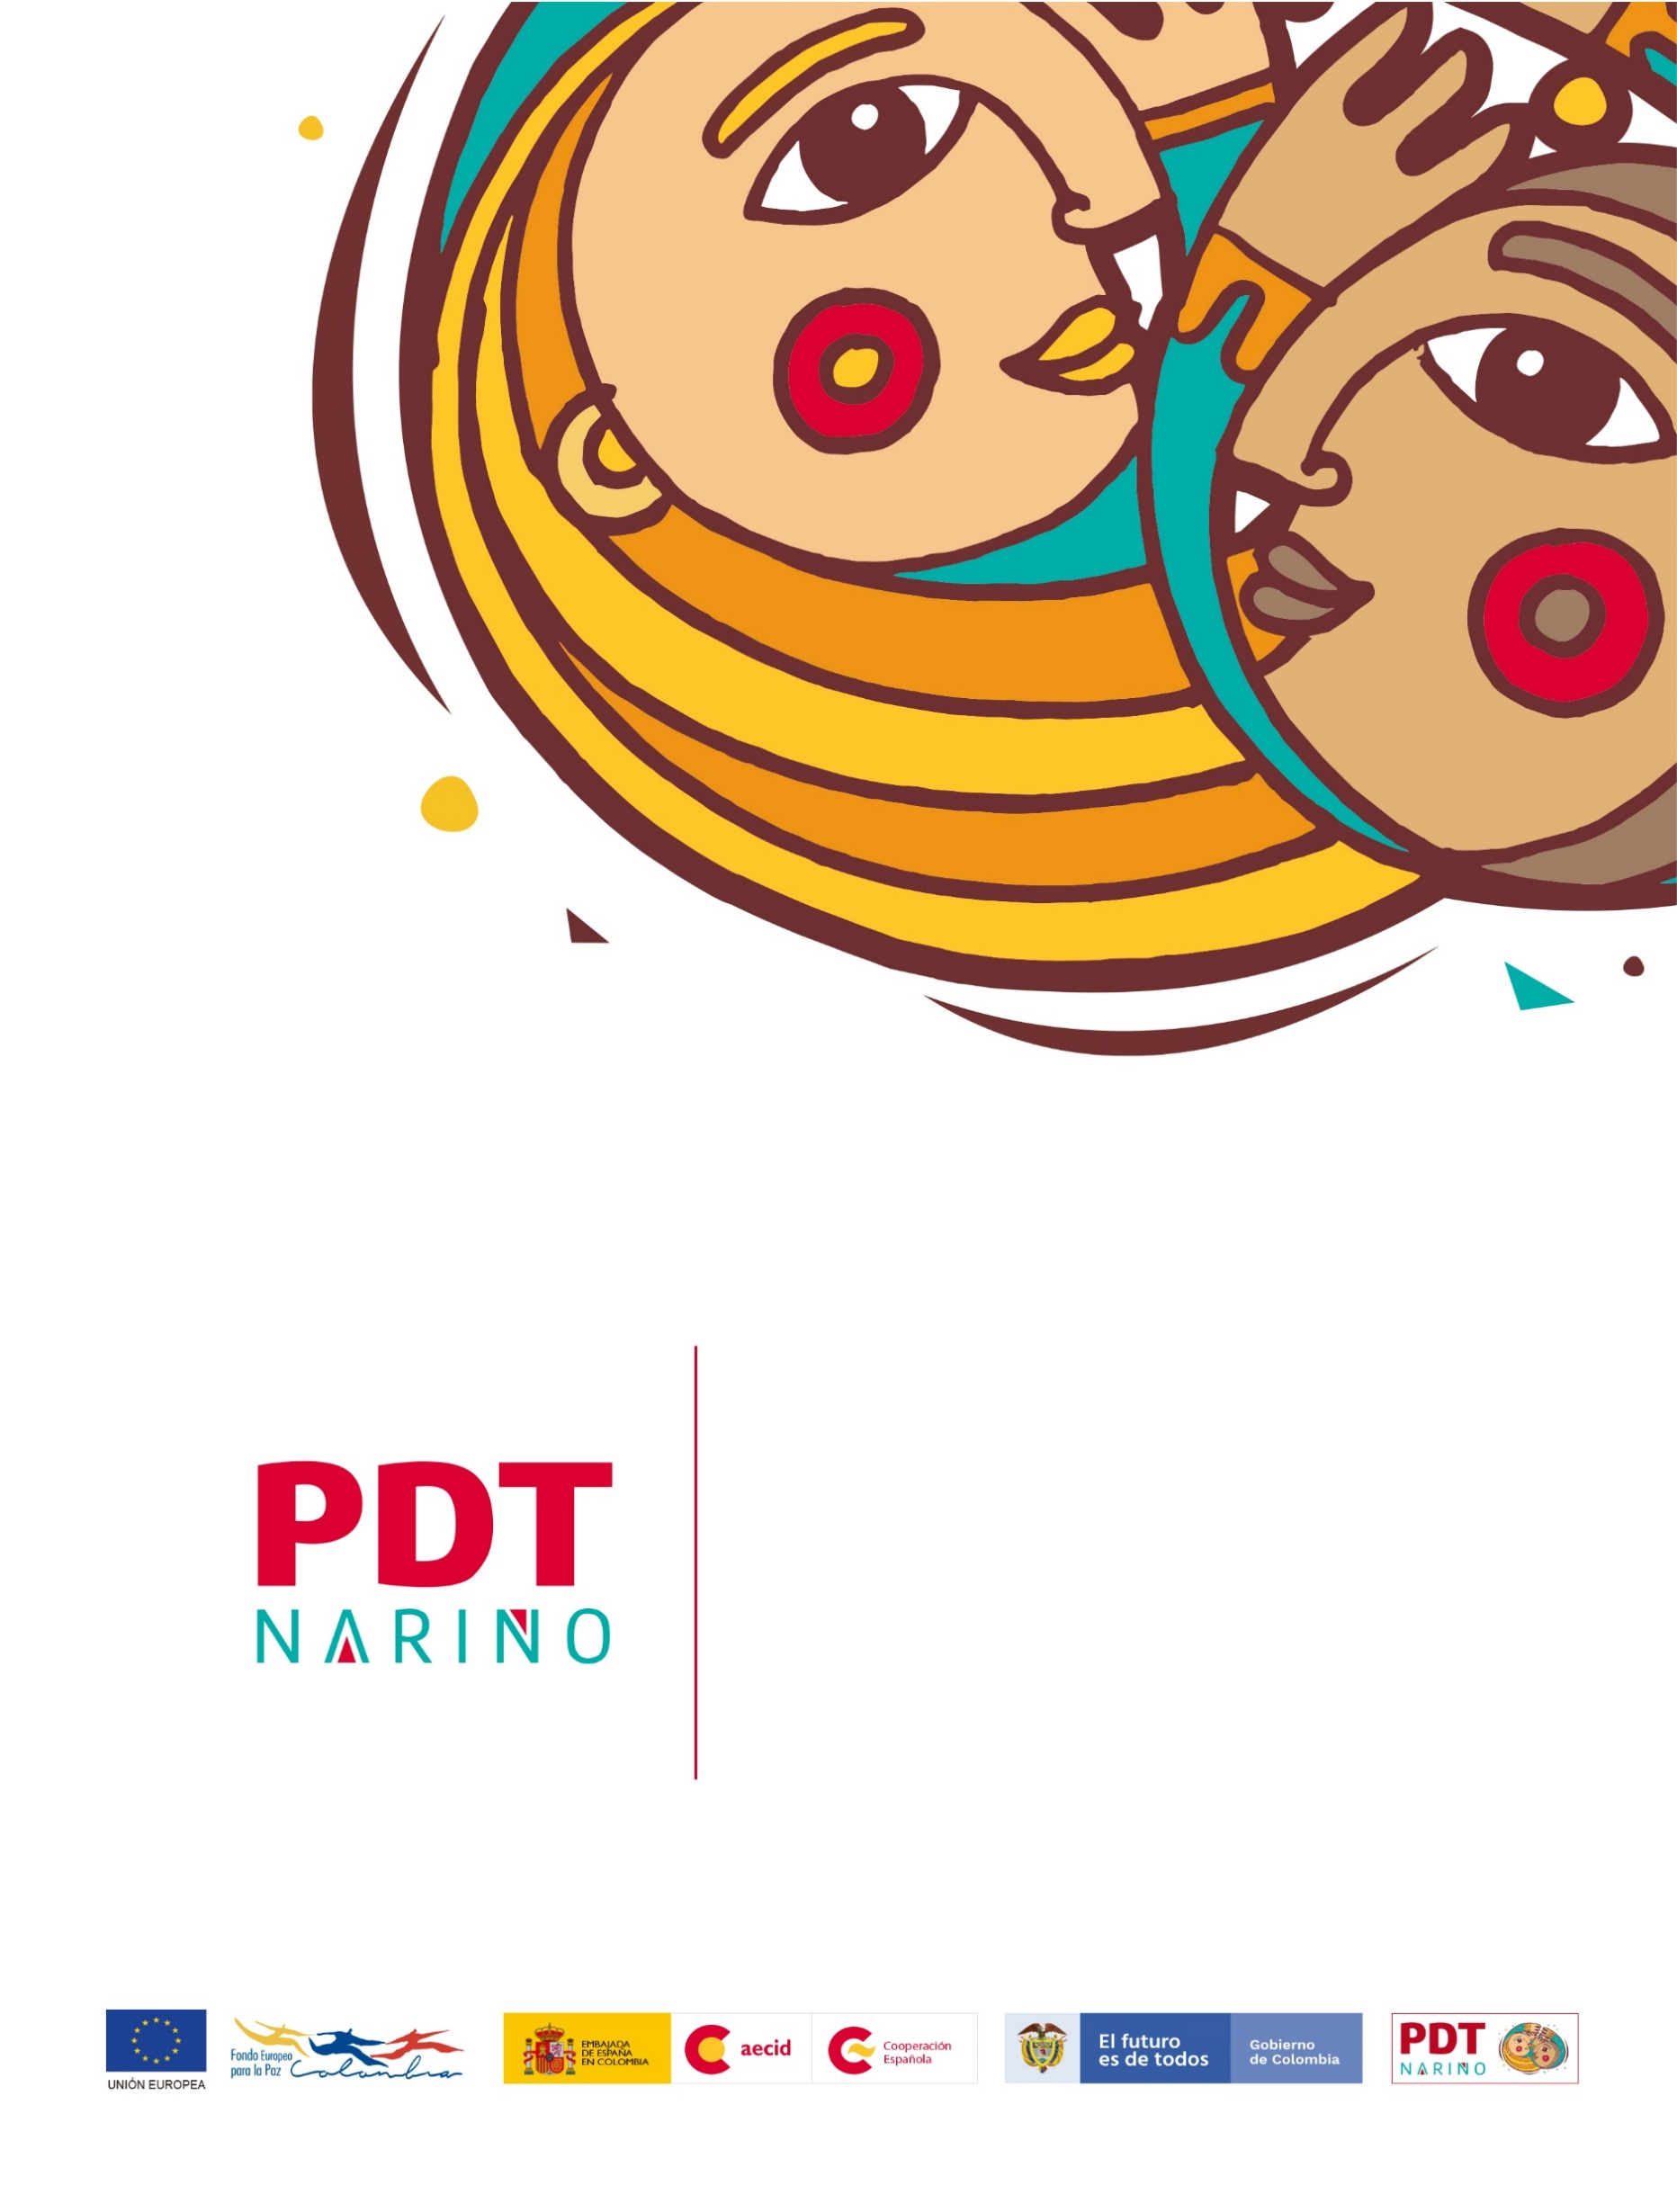 PDT
NARIÑO
UNIÓN EUROPEA
Fondo Europeo
para la Paz
Colombia
EMBAJADA
DE ESPAÑA
EN COLOMBIA
aecid
Cooperación
Española
El futuro
es de todos
Gobierno
de Colombia
PDT
NARIÑO